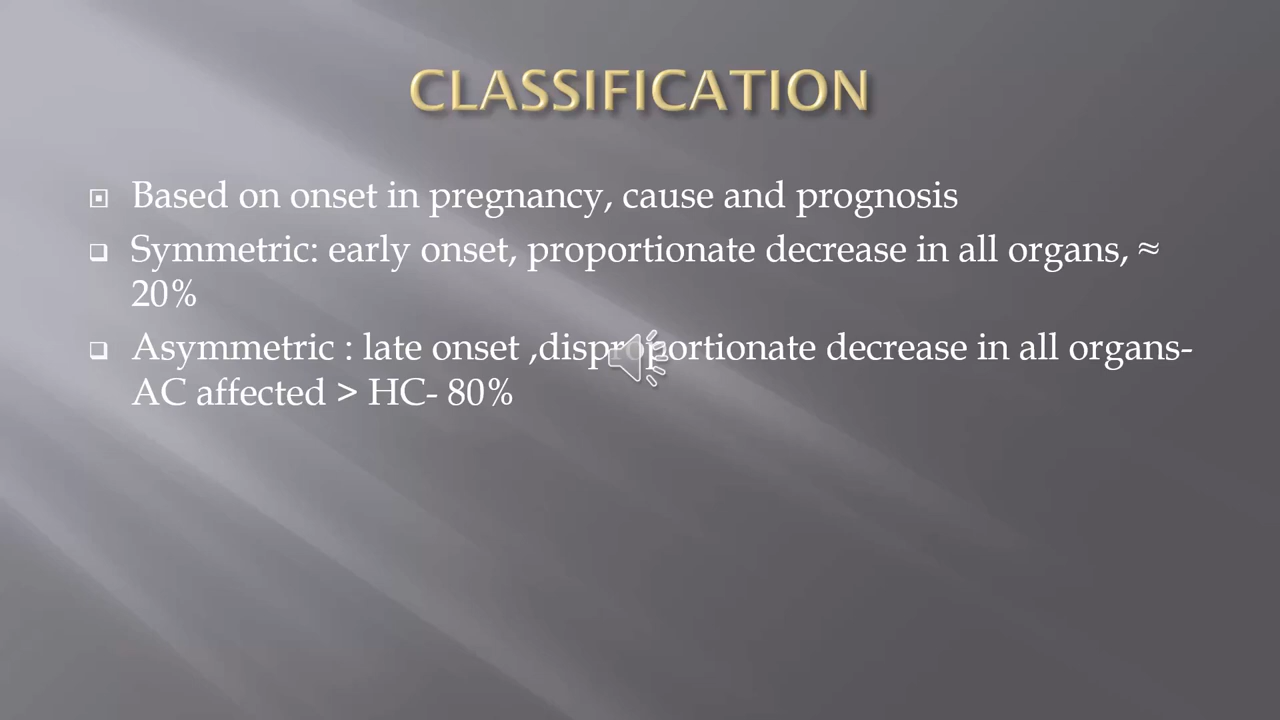 CLASSIFICATION
Based on onset in pregnancy, cause and prognosis
Symmetric: early onset, proportionate decrease in all organs, ≈
20%
Asymmetric : late onset ,disproportionate decrease in all organs-
AC affected > HC- 80%